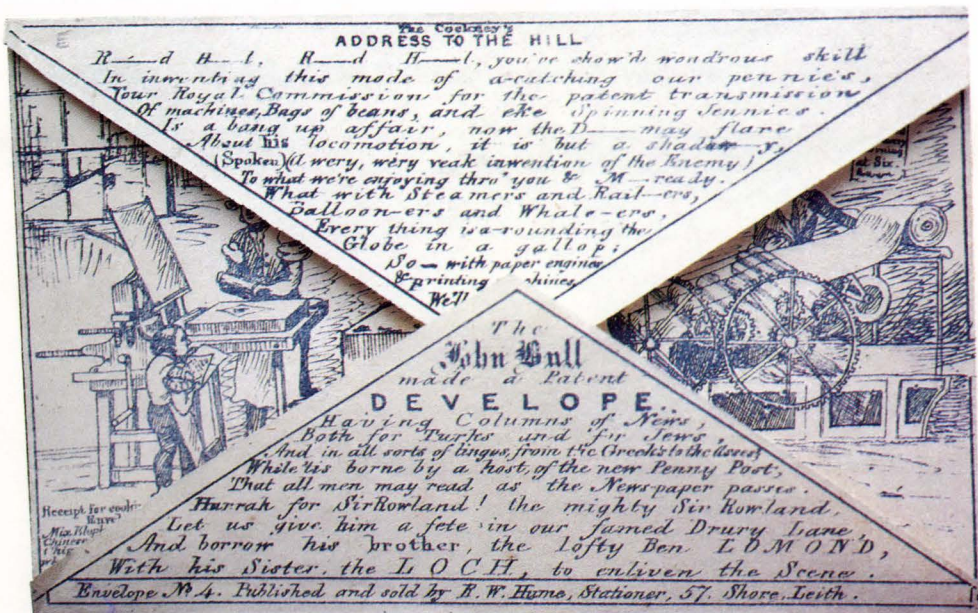 The Cockney's
ADDRESS TO THE HILL
R—d H—l, R—d H—l, you've show'd wondrous skill
In inwenting this mode of a-catching our pennies,
Your Royal Commission for the patent transmission
Of machines, Bags of beans, and eke Spinning Jennies.
Is a bang up affair, now the D— may flare
About his locomotion, it is but a shadow—y,
(Spoken) (A wery, wery veak inwention of the Enemy)
To what we're enjoying thro' you & M—ready.
What with Steamers and Rail—ers,
Balloon-ers and Whale-ers,
Every thing is a-rounding the
Globe in a gallop;
So — with paper engines
& printing
We'll
at Six.
The
John Bull
made a Patent
DEVELOPE.
Having Columns of News,
Both for Turks and for Jews,
And in all sorts of lingos, from the Greeks to the Asses;
While 'tis borne by a host, of the new Penny Post,
That all men may read as the News-paper passes.
Hurrah for Sir Rowland! the mighty Sir Rowland,
Let us give him a fete in our famed Drury Lane,
And borrow his brother, the lofty Ben LOMOND,
With his Sister, the LOCH, to enliven the Scene.
Receipt for
Mix
Chinese
Envelope No. 4. Published and sold by R. W. Hume, Stationer, 57. Shore, Leith.